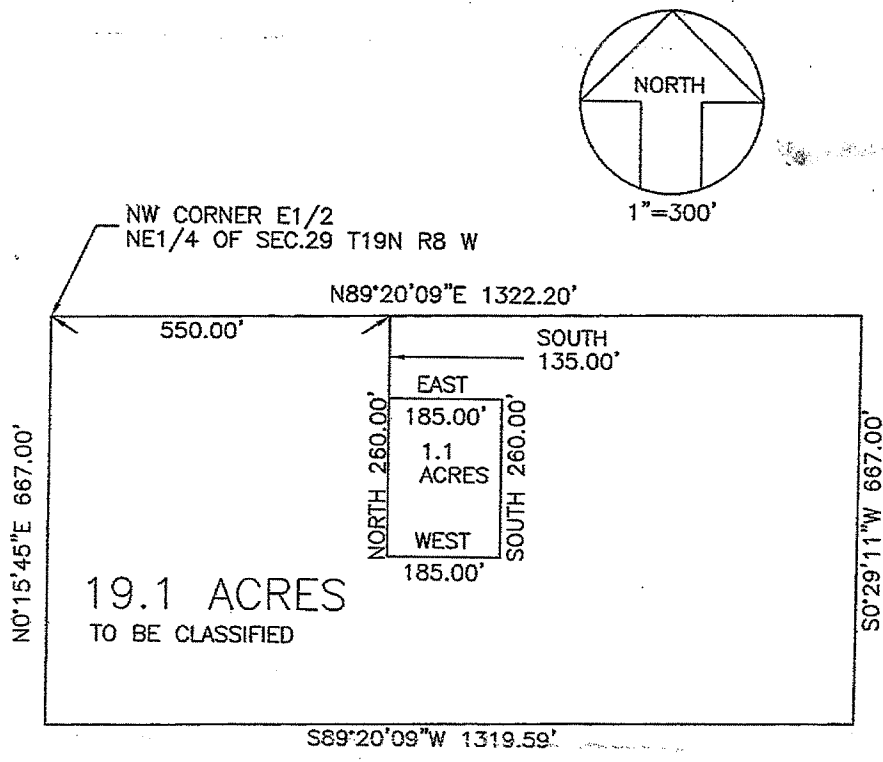 NORTH
1"=300'
NW CORNER E1/2
NE1/4 OF SEC.29 T19N R8 W
N89°20'09"E 1322.20'
550.00'
SOUTH
135.00'
EAST
185.00'
NORTH 260.00'
1.1
ACRES
SOUTH 260.00'
WEST
185.00'
N0°15'45"E 667.00'
S0°29'11"W 667.00'
19.1 ACRES
TO BE CLASSIFIED
S89°20'09"W 1319.59'